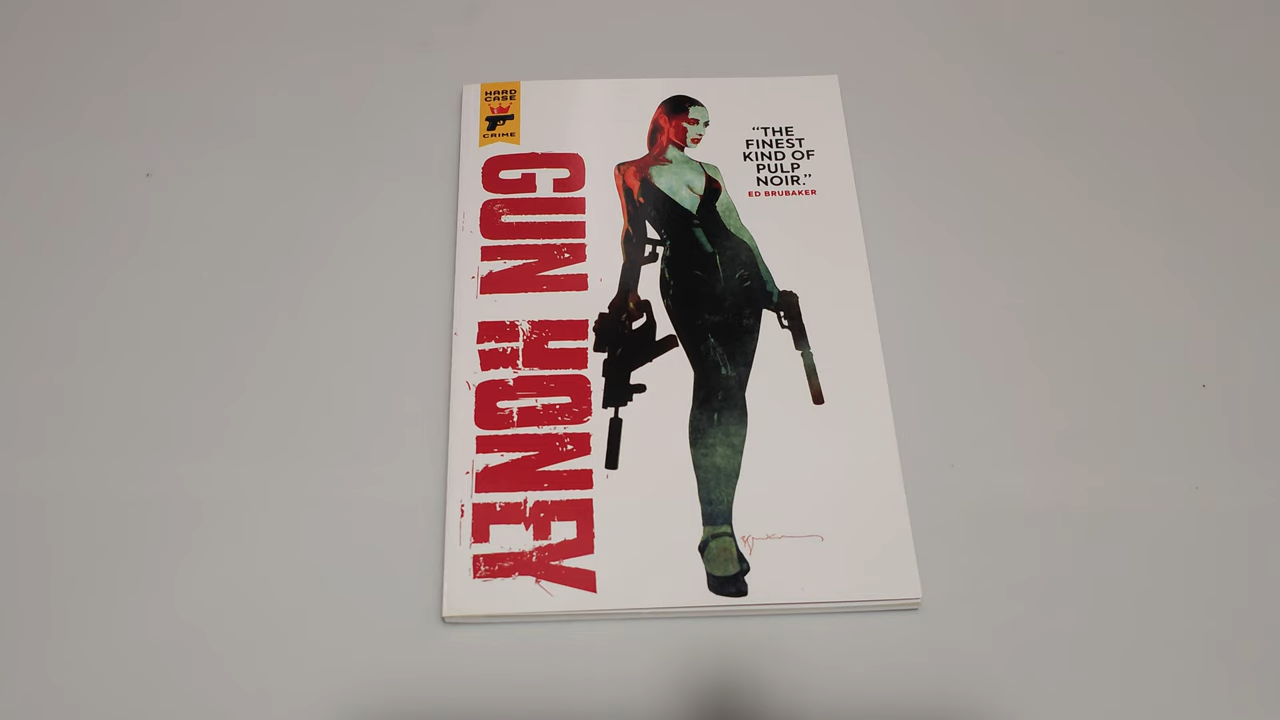 HARD
CASE
CRIME
GUN HONEY
“THE
FINEST
KIND OF
PULP
NOIR.”
ED BRUBAKER